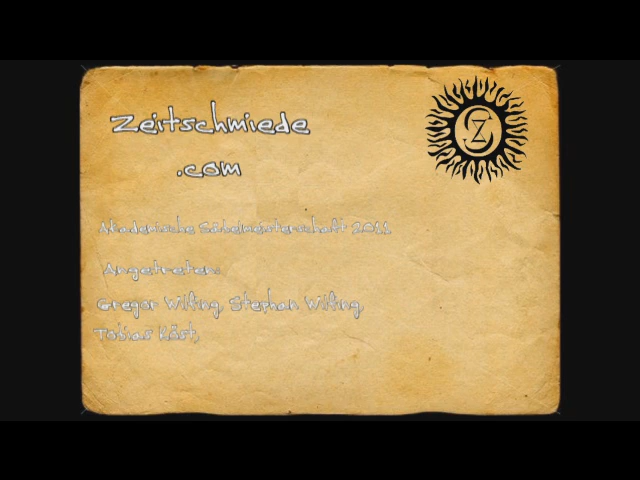 Zeitschmiede
.com
Akademische Säbelmeisterschaft 2011
Angetreten:
Gregor Wilfing, Stephan Wilfing,
Tobias Käst,